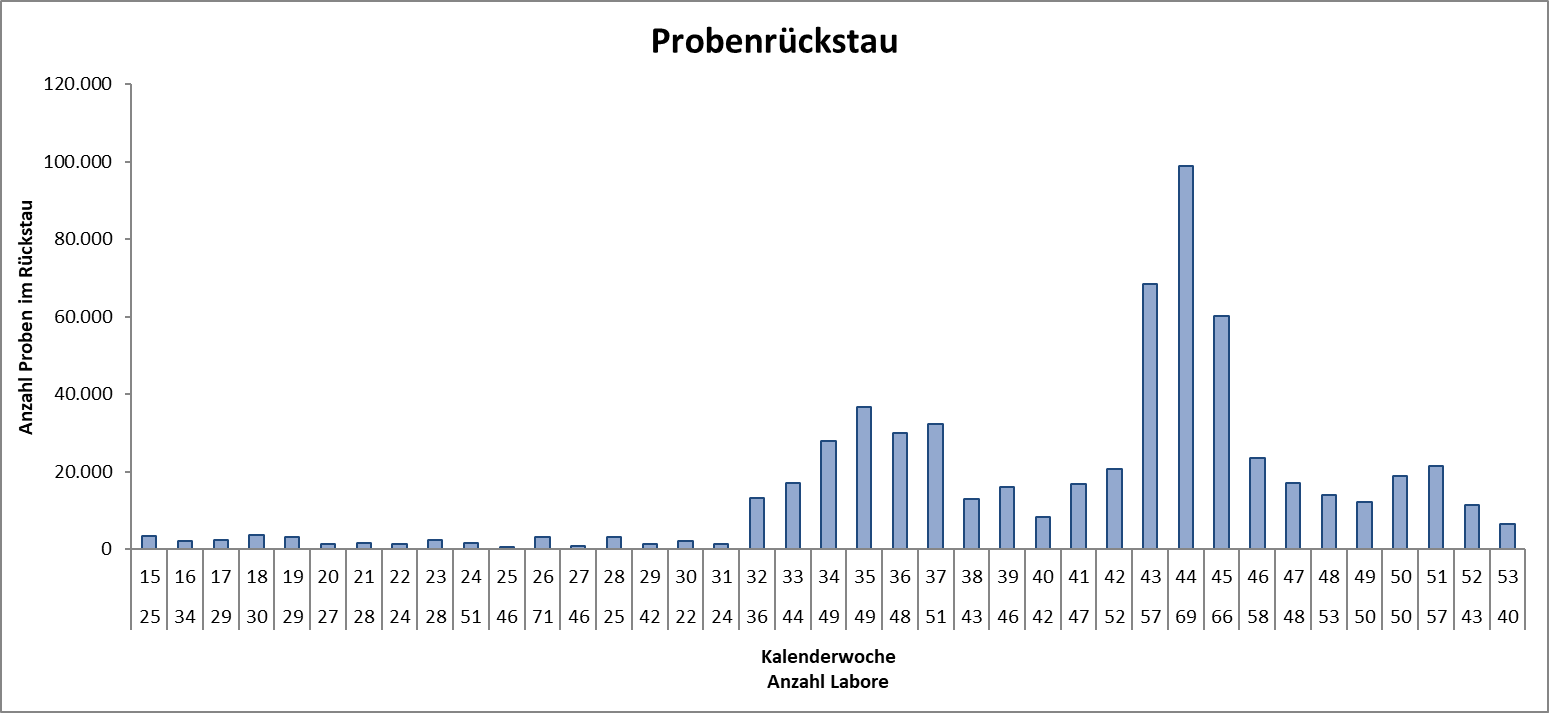 Probenrückstau
120.000
100.000
80.000
60.000
40.000
20.000
0
Anzahl Proben im Rückstau
15 16 17 18 19 20 21 22 23 24 25 26 27 28 29 30 31 32 33 34 35 36 37 38 39 40 41 42 43 44 45 46 47 48 49 50 51 52 53
25 34 29 30 29 27 28 24 28 51 46 71 46 25 42 22 24 36 44 49 49 48 51 43 46 42 47 52 57 69 66 58 48 53 50 50 57 43 40
Kalenderwoche
Anzahl Labore